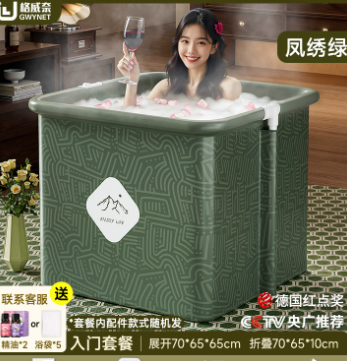 格威奈
GWYNET
凤绣绿
ENJOY LIFE
联系客服
送
or
精油*2
浴袋*5
*套餐内配件款式随机发
德国红点奖
CCTV央广推荐
入门套餐
展开70*65*65cm
折叠70*65*10cm